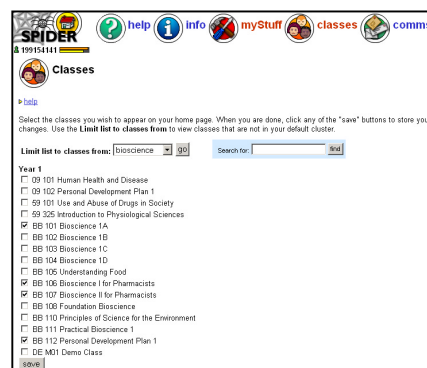 SPIDER help info myStuff classes comms
199154141
Classes
help
Select the classes you wish to appear on your home page. When you are done, click any of the "save" buttons to store you
changes. Use the Limit list to classes from to view classes that are not in your default cluster.
Limit list to classes from: bioscience go Search for: find
Year 1
09 101 Human Health and Disease
09 102 Personal Development Plan 1
59 101 Use and Abuse of Drugs in Society
59 325 Introduction to Physiological Sciences
BB 101 Bioscience 1A
BB 102 Bioscience 1B
BB 103 Bioscience 1C
BB 104 Bioscience 1D
BB 105 Understanding Food
BB 106 Bioscience I for Pharmacists
BB 107 Bioscience II for Pharmacists
BB 108 Foundation Bioscience
BB 110 Principles of Science for the Environment
BB 111 Practical Bioscience 1
BB 112 Personal Development Plan 1
DE M01 Demo Class
save